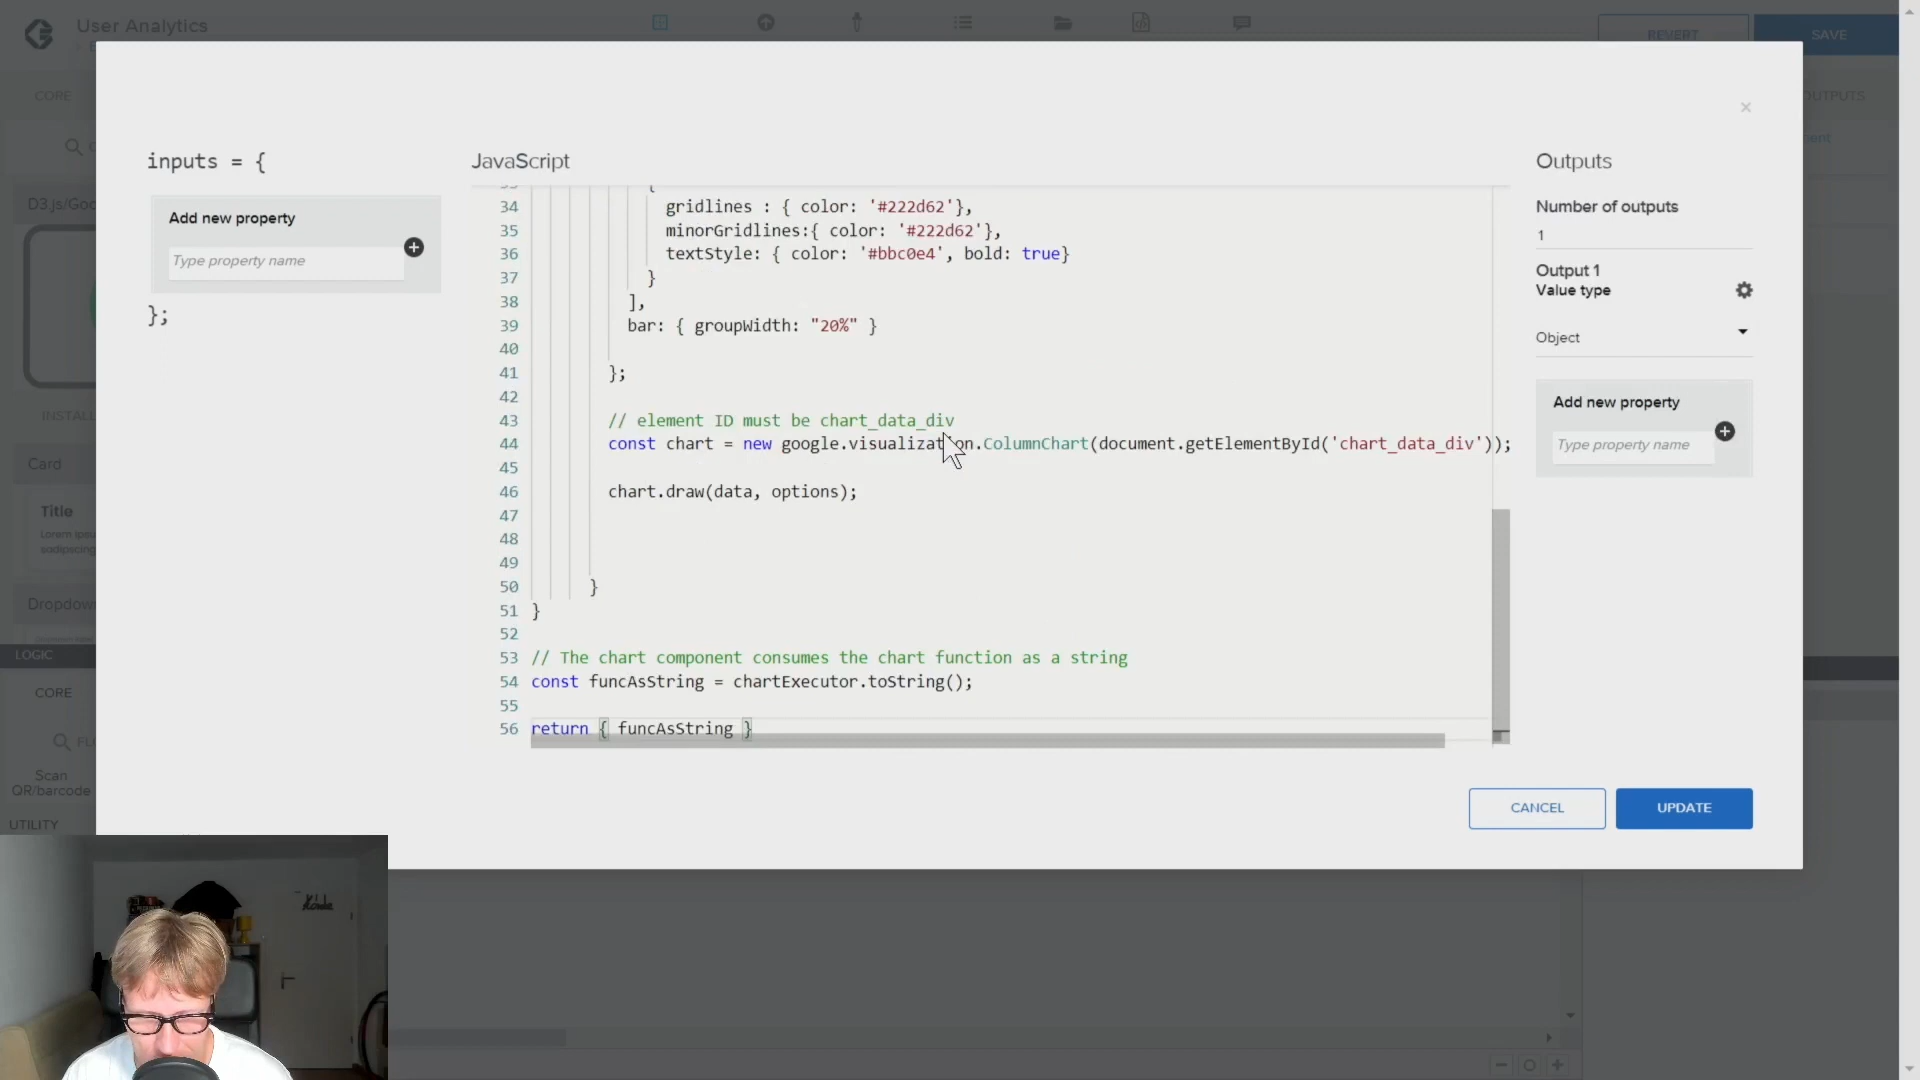 User Analytics
REVERT
SAVE
CORE
OUTPUTS
inputs = {
JavaScript
Outputs
Add new property
Type property name
};
34 gridlines : { color: '#222d62'},
35 minorGridlines:{ color: '#222d62'},
36 textStyle: { color: '#bbc0e4', bold: true}
37 }
38 ],
39 bar: { groupWidth: "20%" }
40
41 };
42
43 // element ID must be chart_data_div
44 const chart = new google.visualization.ColumnChart(document.getElementById('chart_data_div'));
45
46 chart.draw(data, options);
47
48
49
50 }
51 }
52
53 // The chart component consumes the chart function as a string
54 const funcAsString = chartExecutor.toString();
55
56 return { funcAsString }
Number of outputs
1
Output 1
Value type
Object
Add new property
Type property name
CANCEL
UPDATE
D3.js/Goo
INSTALL
Card
Title
Lorem ipsu
sadipscing
Dropdown
LOGIC
CORE
Scan
QR/barcode
UTILITY